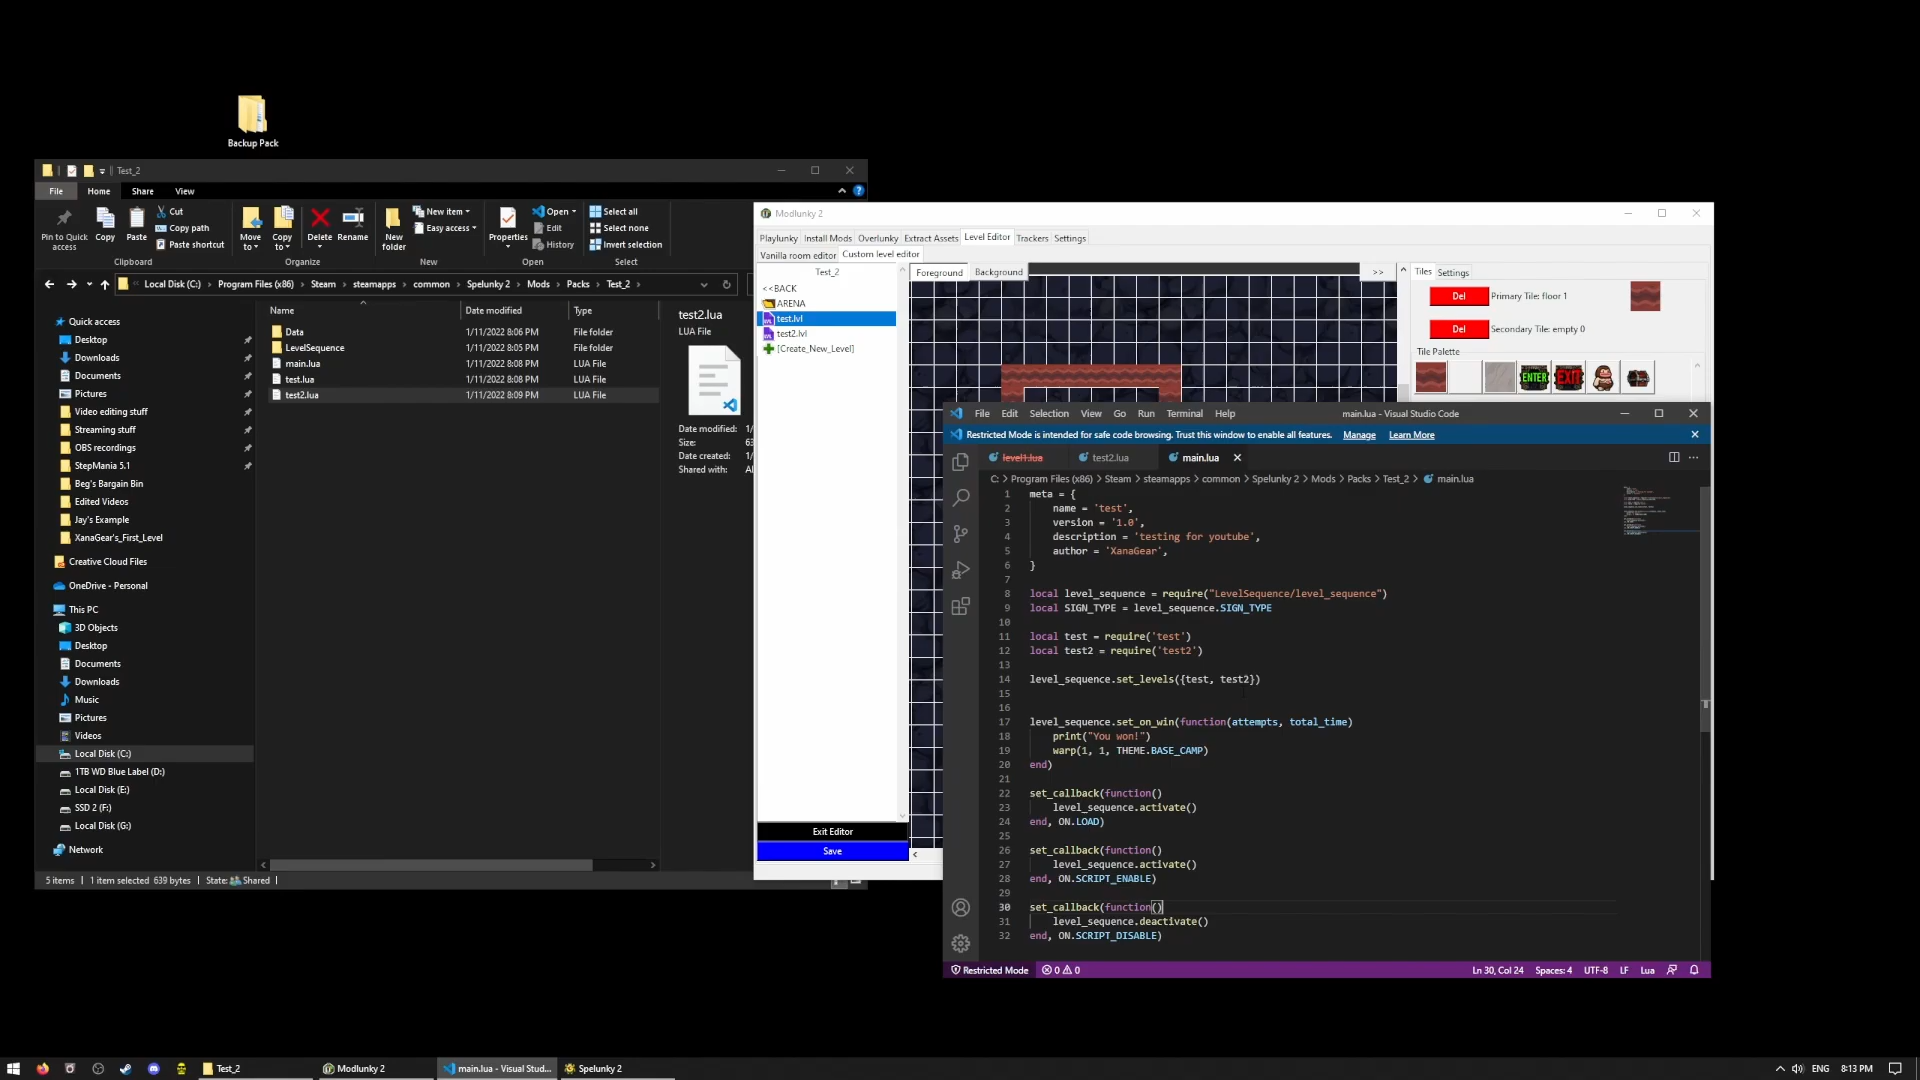 Backup Pack
Test_2
File Home Share View
Pin to Quick access
Copy
Paste
Cut
Copy path
Paste shortcut
Clipboard
Move to
Copy to
Delete
Rename
Organize
New folder
New item
Easy access
New
Properties
Open
Edit
History
Open
Select all
Select none
Invert selection
Select
Local Disk (C:) > Program Files (x86) > Steam > steamapps > common > Spelunky 2 > Mods > Packs > Test_2 >
Quick access
Desktop
Downloads
Documents
Pictures
Video editing stuff
Streaming stuff
OBS recordings
StepMania 5.1
Beg's Bargain Bin
Edited Videos
Jay's Example
XanaGear's_First_Level
Creative Cloud Files
OneDrive - Personal
This PC
3D Objects
Desktop
Documents
Downloads
Music
Pictures
Videos
Local Disk (C:)
1TB WD Blue Label (D:)
Local Disk (E:)
SSD 2 (F:)
Local Disk (G:)
Network
Name Date modified Type
Data 1/11/2022 8:06 PM File folder
LevelSequence 1/11/2022 8:05 PM File folder
main.lua 1/11/2022 8:08 PM LUA File
test.lua 1/11/2022 8:08 PM LUA File
test2.lua 1/11/2022 8:09 PM LUA File
test2.lua
LUA File
Date modified: 1/
Size: 63
Date created: 1/
Shared with: Al
5 items | 1 item selected 639 bytes | State: Shared |
Modlunky 2
Playlunky Install Mods Overlunky Extract Assets Level Editor Trackers Settings
Vanilla room editor Custom level editor
Test_2
<<BACK
ARENA
test.lvl
test2.lvl
[Create_New_Level]
Exit Editor
Save
Foreground Background >>
Tiles Settings
Del Primary Tile: floor 1
Del Secondary Tile: empty 0
Tile Palette
ENTER EXIT
File Edit Selection View Go Run Terminal Help main.lua - Visual Studio Code
Restricted Mode is intended for safe code browsing. Trust this window to enable all features. Manage Learn More
level1.lua test2.lua main.lua
C: > Program Files (x86) > Steam > steamapps > common > Spelunky 2 > Mods > Packs > Test_2 > main.lua
1 meta = {
2 name = 'test',
3 version = '1.0',
4 description = 'testing for youtube',
5 author = 'XanaGear',
6 }
7
8 local level_sequence = require("LevelSequence/level_sequence")
9 local SIGN_TYPE = level_sequence.SIGN_TYPE
10
11 local test = require('test')
12 local test2 = require('test2')
13
14 level_sequence.set_levels({test, test2})
15
16
17 level_sequence.set_on_win(function(attempts, total_time)
18 print("You won!")
19 warp(1, 1, THEME.BASE_CAMP)
20 end)
21
22 set_callback(function()
23 level_sequence.activate()
24 end, ON.LOAD)
25
26 set_callback(function()
27 level_sequence.activate()
28 end, ON.SCRIPT_ENABLE)
29
30 set_callback(function()
31 level_sequence.deactivate()
32 end, ON.SCRIPT_DISABLE)
Restricted Mode 0 0 Ln 30, Col 24 Spaces: 4 UTF-8 LF Lua
Test_2 Modlunky 2 main.lua - Visual Stud... Spelunky 2 ENG 8:13 PM